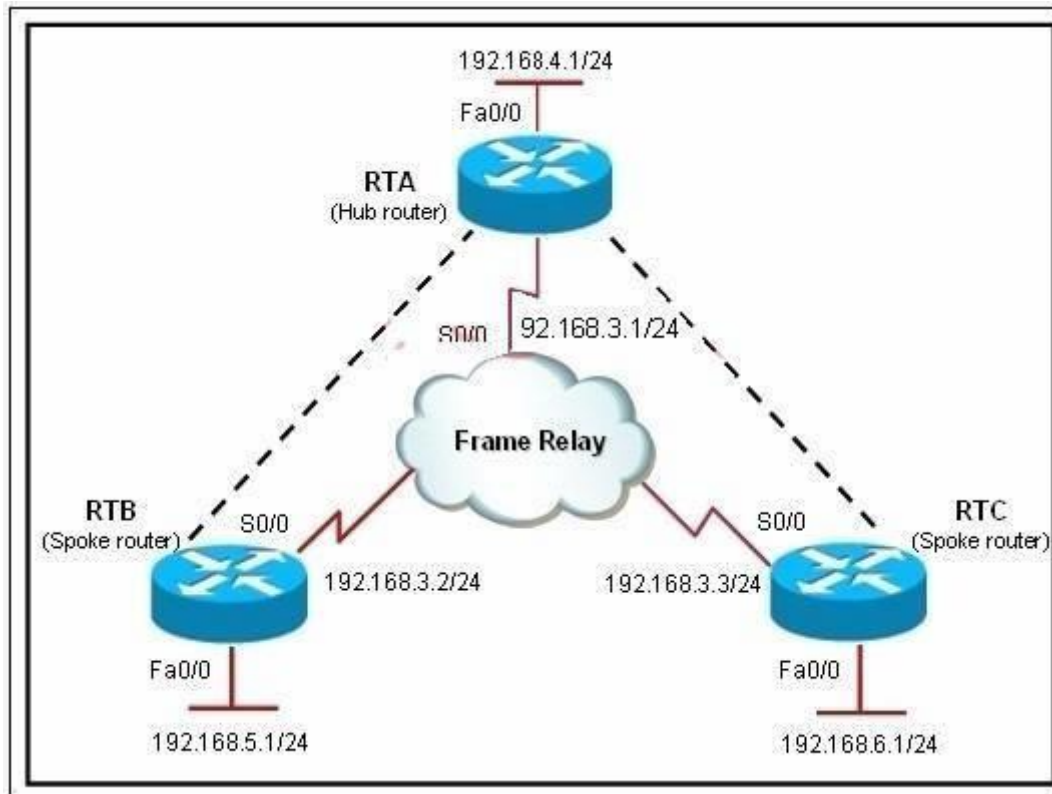 192.168.4.1/24
Fa0/0
RTA
(Hub router)
S0/0
92.168.3.1/24
Frame Relay
RTB
(Spoke router)
S0/0
192.168.3.2/24
Fa0/0
192.168.5.1/24
S0/0
RTC
(Spoke router)
192.168.3.3/24
Fa0/0
192.168.6.1/24